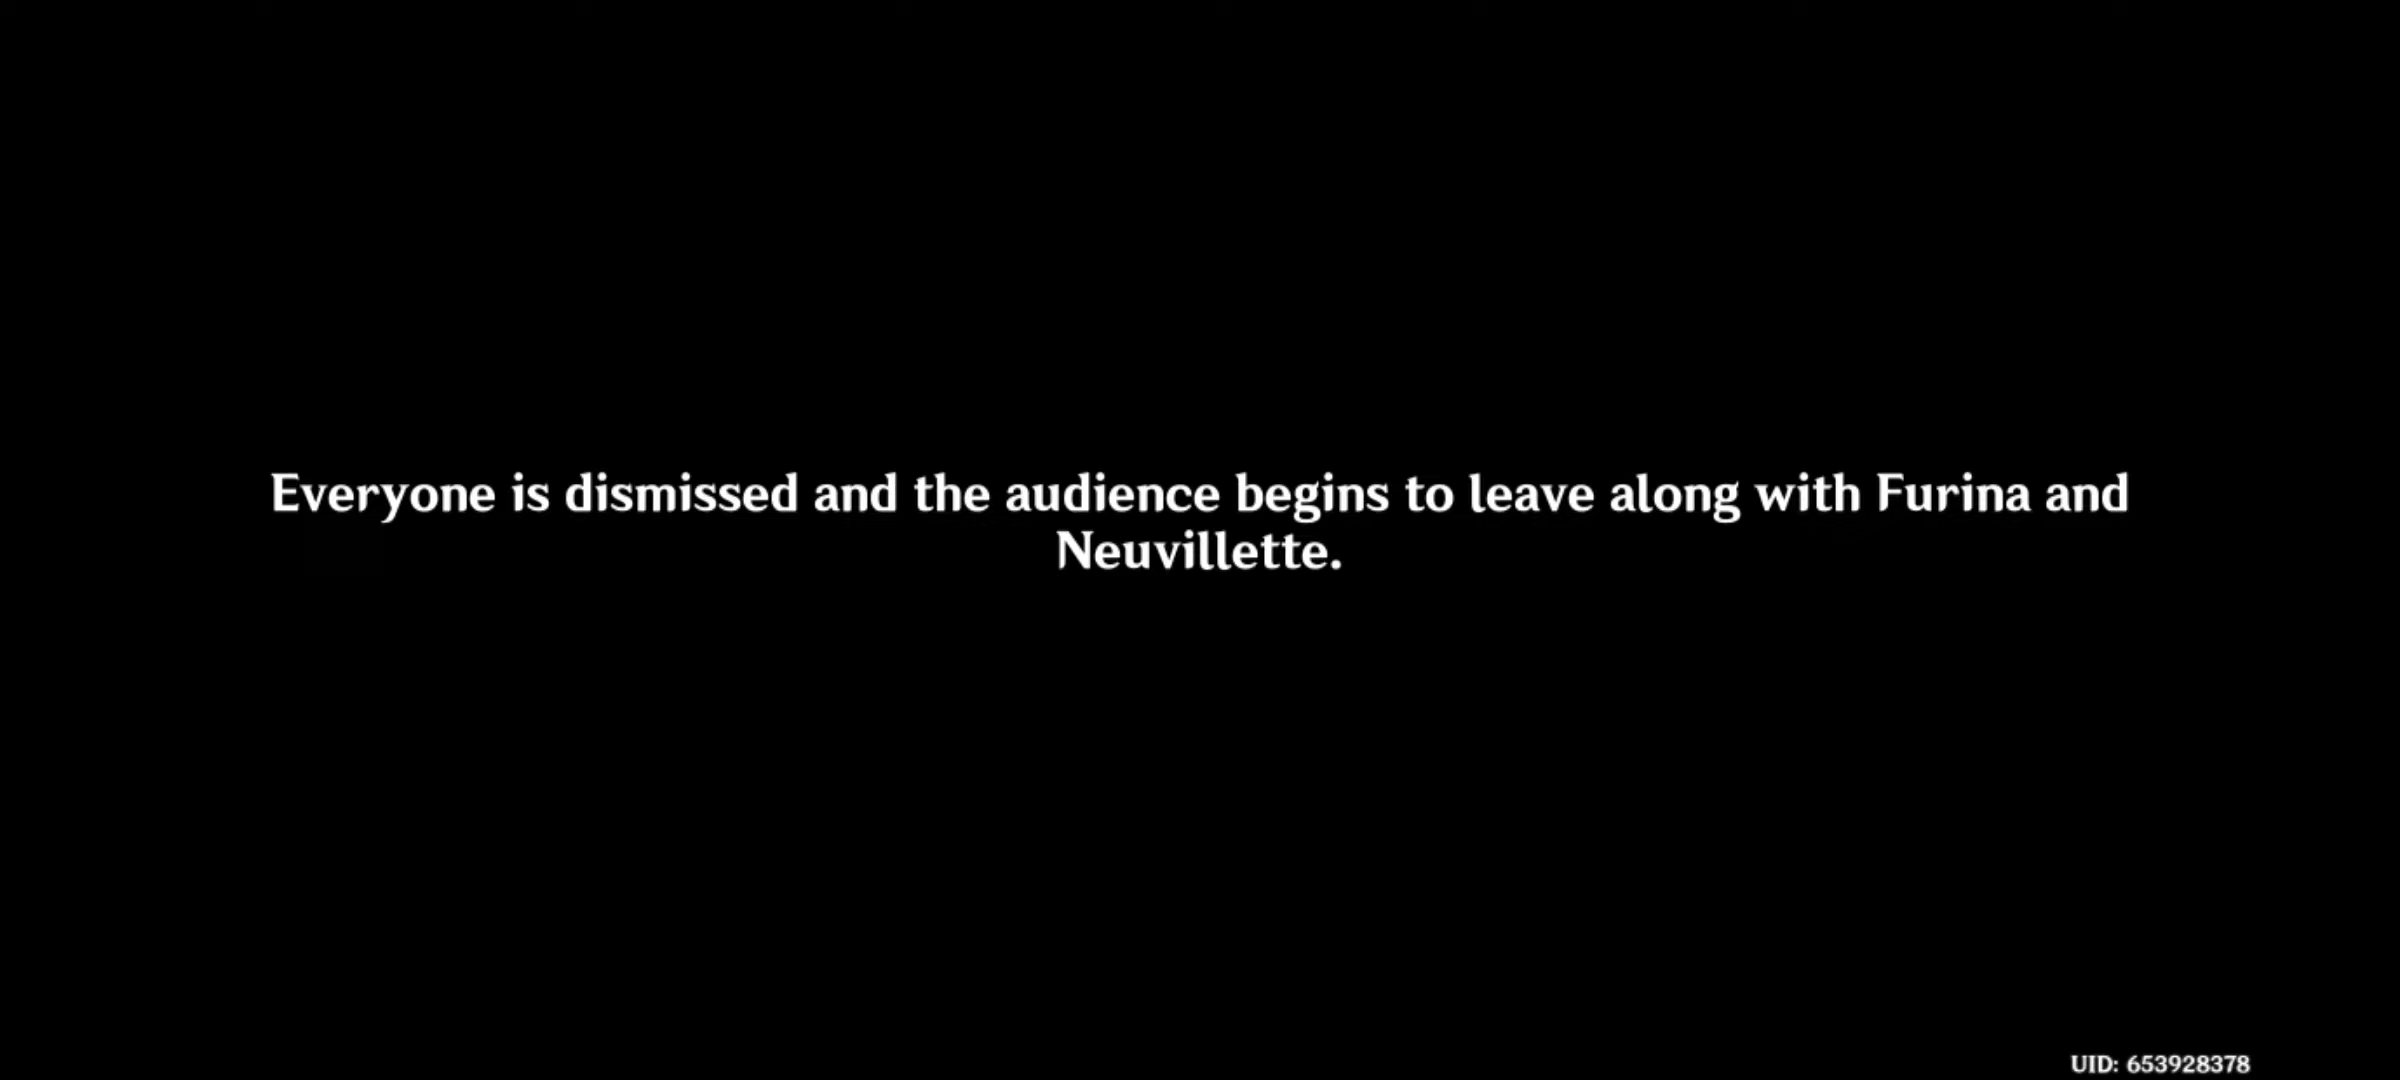 Everyone is dismissed and the audience begins to leave along with Furina and
Neuvillette.
UID: 653928378